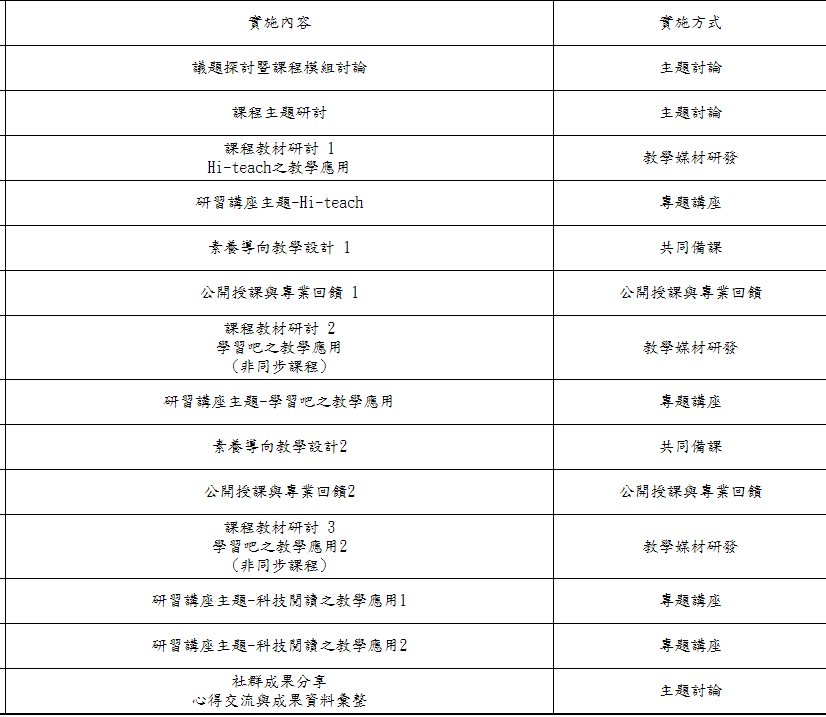 實施內容 實施方式
議題探討暨課程模組討論 主題討論
課程主題研討 主題討論
課程教材研討 1
Hi-teach之教學應用 教學媒材研發
研習講座主題-Hi-teach 專題講座
素養導向教學設計 1 共同備課
公開授課與專業回饋 1 公開授課與專業回饋
課程教材研討 2
學習吧之教學應用 教學媒材研發
(非同步課程)
研習講座主題-學習吧之教學應用 專題講座
素養導向教學設計2 共同備課
公開授課與專業回饋2 公開授課與專業回饋
課程教材研討 3
學習吧之教學應用2 教學媒材研發
(非同步課程)
研習講座主題-科技閱讀之教學應用1 專題講座
研習講座主題-科技閱讀之教學應用2 專題講座
社群成果分享
心得交流與成果資料彙整 主題討論